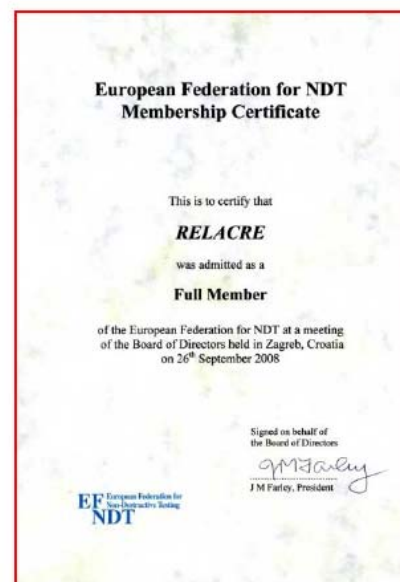 European Federation for NDT
Membership Certificate
This is to certify that
RELACRE
was admitted as a
Full Member
of the European Federation for NDT at a meeting
of the Board of Directors held in Zagreb, Croatia
on 26th September 2008
Signed on behalf of
the Board of Directors
J M Farley
J M Farley, President
EF European Federation for
Non-Destructive Testing
NDT